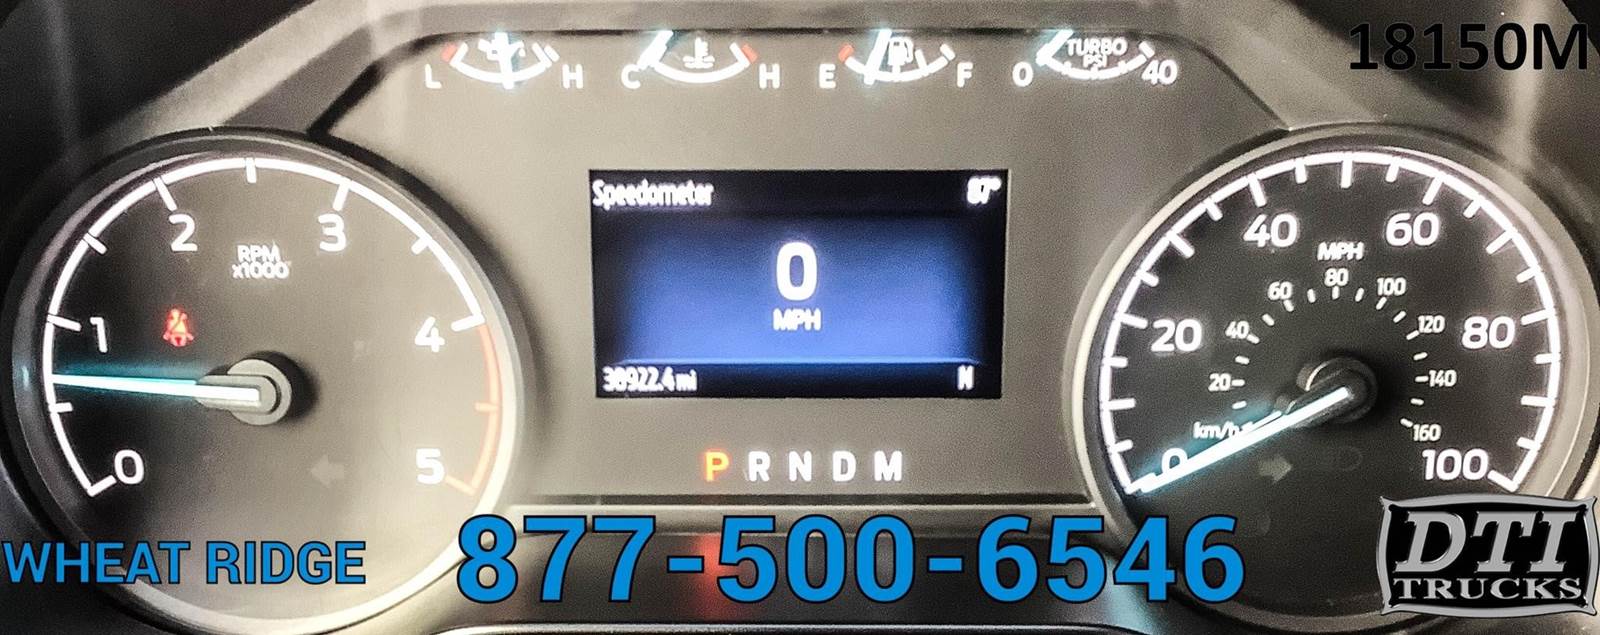 18150M
L H C H E F 0 TURBO PSI 40
Speedometer 87°
0
MPH
38922.4 mi N
P R N D M
0 1 2 3 4 5
RPM
x1000
0 20 40 60 80 100
MPH
20 40 60 80 100 120 140 160
km/h
WHEAT RIDGE
877-500-6546
DTI
TRUCKS